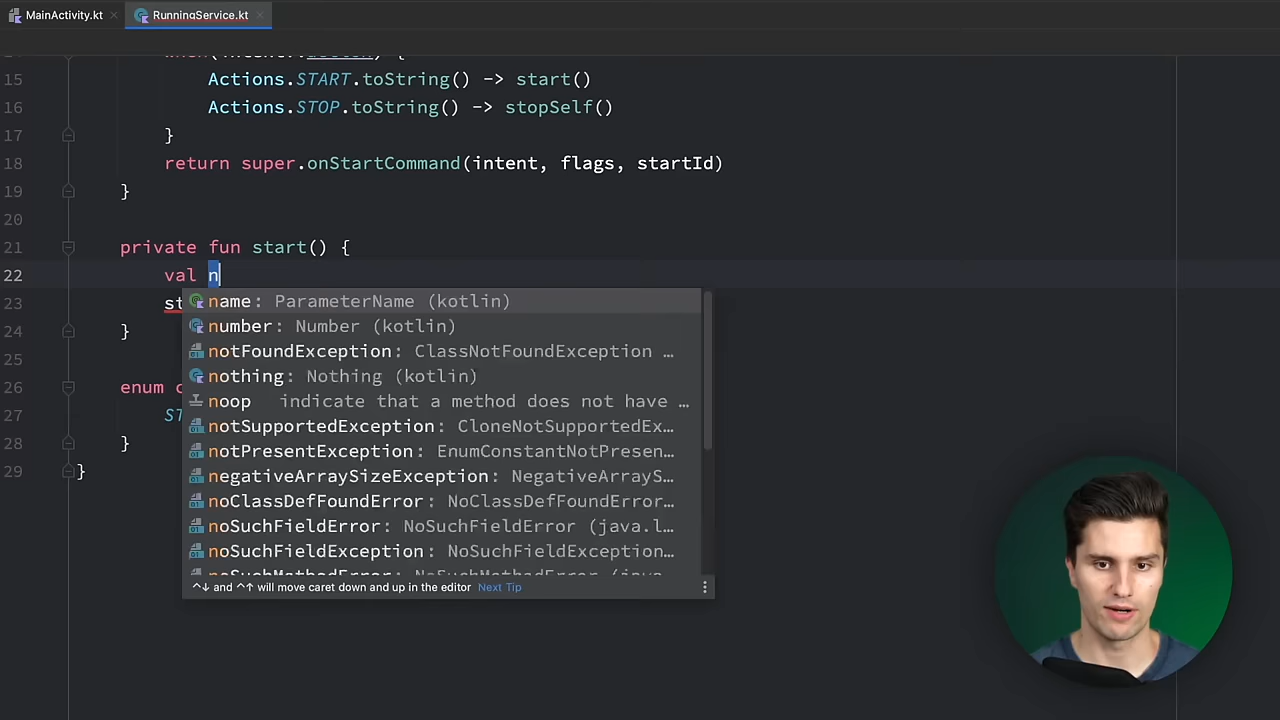 MainActivity.kt
RunningService.kt
15 Actions.START.toString() -> start()
16 Actions.STOP.toString() -> stopSelf()
17 }
18 return super.onStartCommand(intent, flags, startId)
19 }
20
21 private fun start() {
22 val n
23 st
name: ParameterName (kotlin)
24 }
number: Number (kotlin)
25
notFoundException: ClassNotFoundException …
nothing: Nothing (kotlin)
26 enum c
noop indicate that a method does not have …
27 ST
notSupportedException: CloneNotSupportedEx…
28 }
notPresentException: EnumConstantNotPresen…
29 }
negativeArraySizeException: NegativeArrayS…
noClassDefFoundError: NoClassDefFoundError…
noSuchFieldError: NoSuchFieldError (java.l…
noSuchFieldException: NoSuchFieldException…
^↓ and ^↑ will move caret down and up in the editor Next Tip